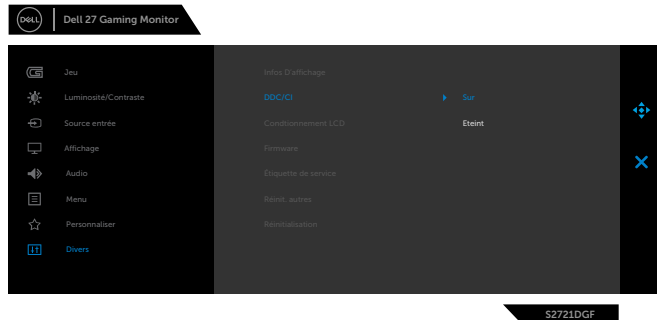 DELL
Dell 27 Gaming Monitor
Jeu
Infos D'affichage
Luminosité/Contraste
DDC/CI
Sur
Source entrée
Conditionnement LCD
Eteint
Affichage
Firmware
Audio
Étiquette de service
Menu
Réinit. autres
Personnaliser
Réinitialisation
Divers
S2721DGF